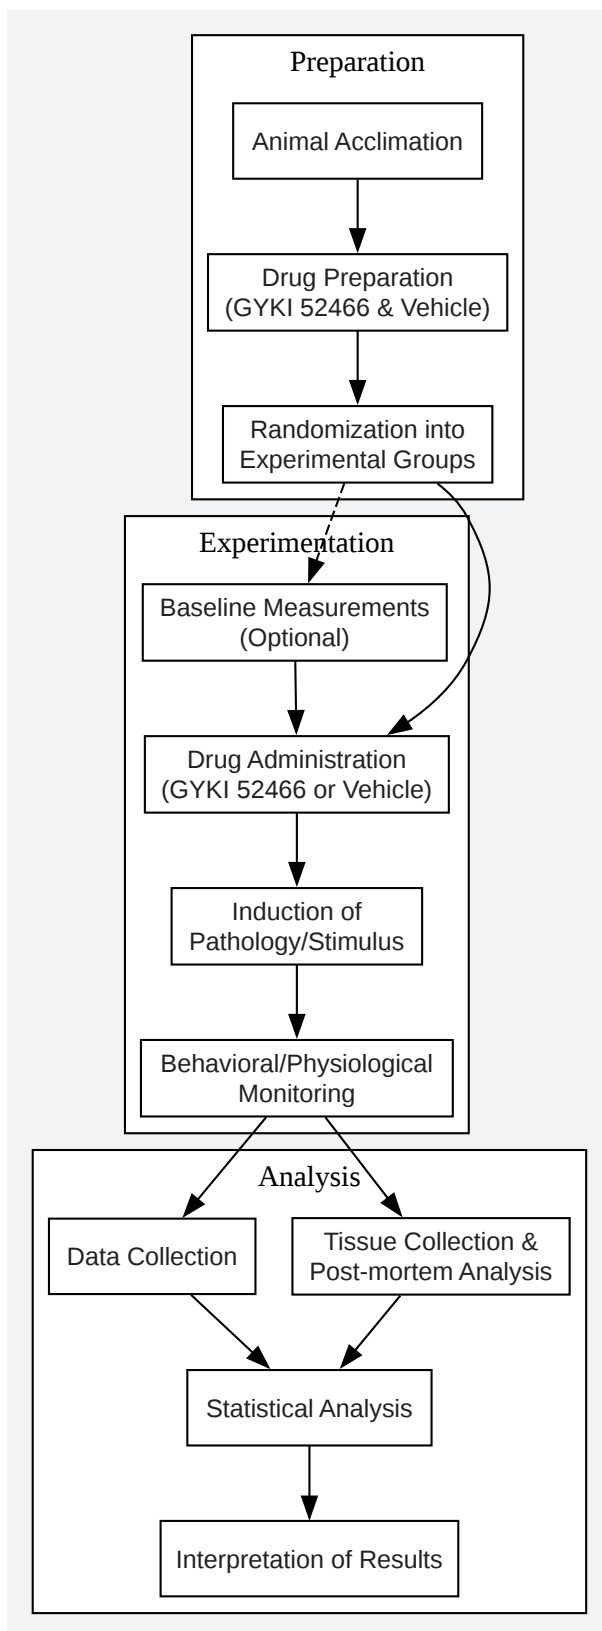 Preparation
Animal Acclimation
Drug Preparation
(GYKI 52466 & Vehicle)
Randomization into
Experimental Groups
Experimentation
Baseline Measurements
(Optional)
Drug Administration
(GYKI 52466 or Vehicle)
Induction of
Pathology/Stimulus
Behavioral/Physiological
Monitoring
Analysis
Data Collection
Tissue Collection &
Post-mortem Analysis
Statistical Analysis
Interpretation of Results